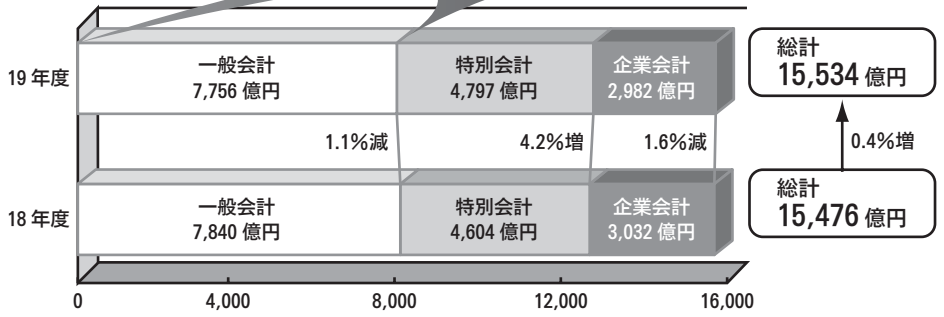 19 年度
一般会計
7,756 億円
特別会計
4,797 億円
企業会計
2,982 億円
総計
15,534 億円
1.1%減
4.2%増
1.6%減
0.4%増
18 年度
一般会計
7,840 億円
特別会計
4,604 億円
企業会計
3,032 億円
総計
15,476 億円
0
4,000
8,000
12,000
16,000